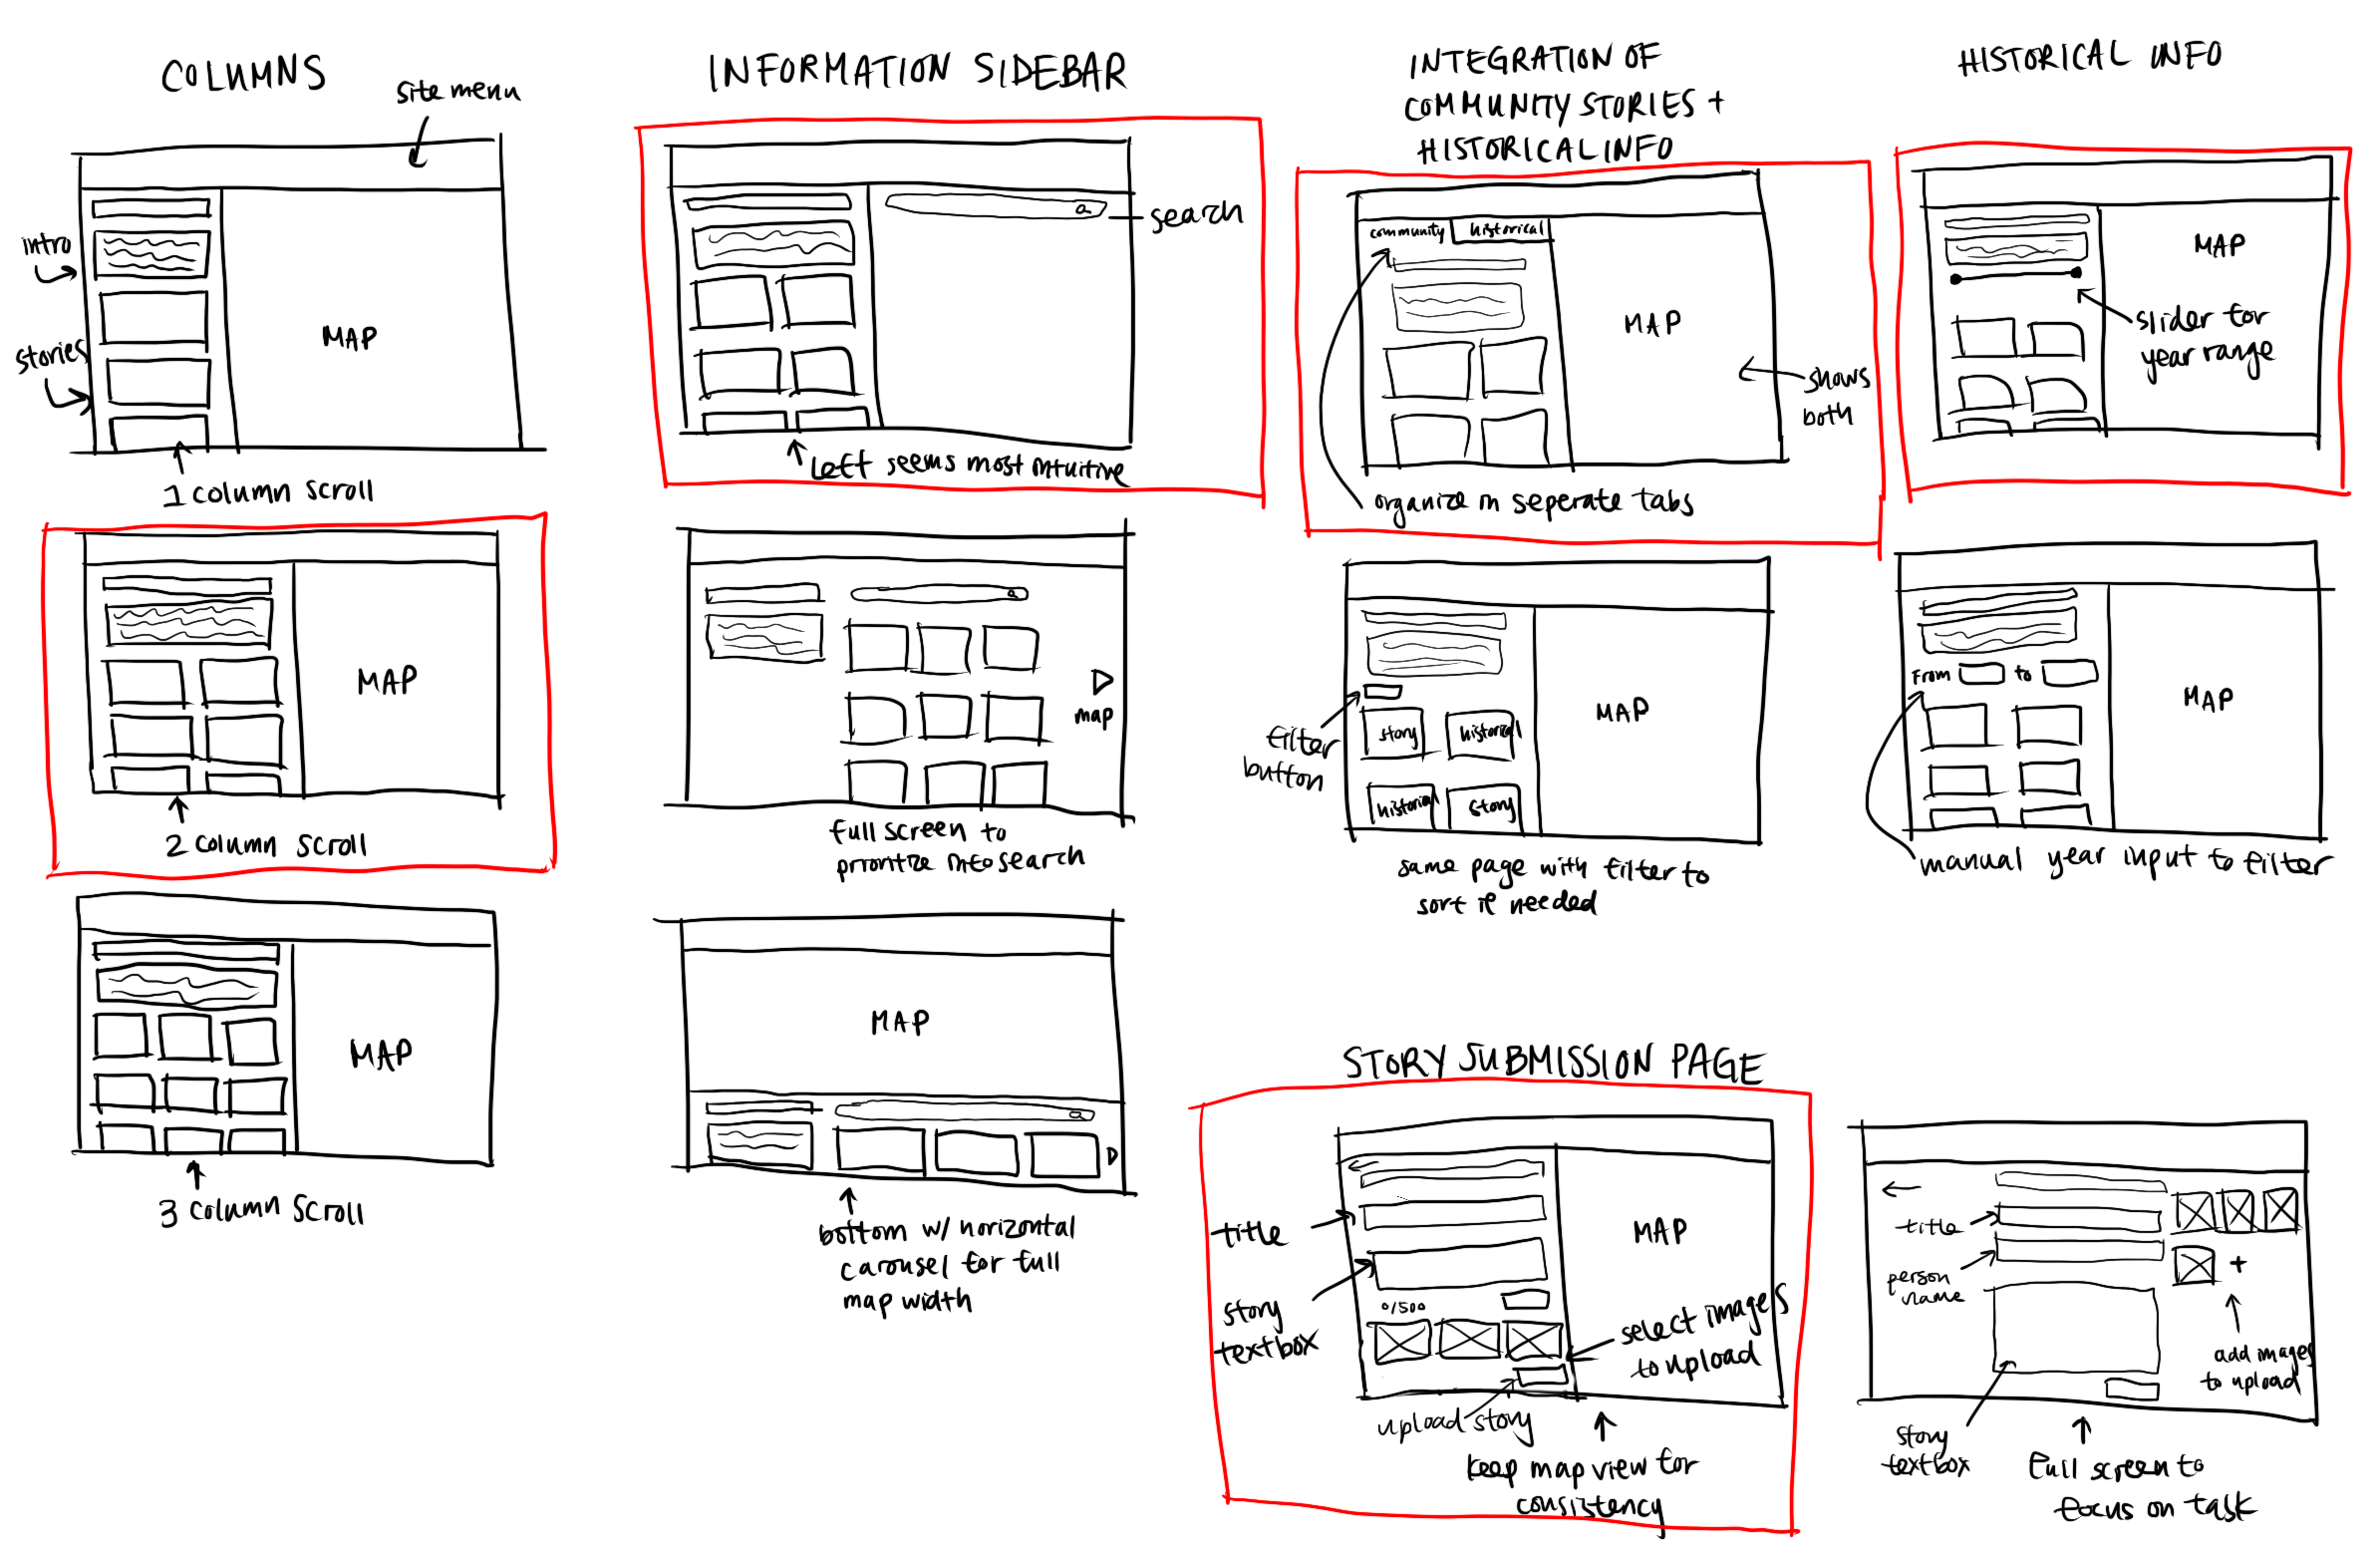 COLUMNS
site menu
intro
stories
MAP
1 column scroll
MAP
2 column scroll
MAP
3 column scroll
INFORMATION SIDEBAR
search
left seems most intuitive
map
full screen to
prioritize info search
MAP
bottom w/ horizontal
carousel for full
map width
INTEGRATION OF
COMMUNITY STORIES +
HISTORICAL INFO
community historical
MAP
shows
both
organize in seperate tabs
MAP
filter
button
story historical
historical story
same page with filter to
sort if needed
HISTORICAL INFO
MAP
slider for
year range
From to
MAP
manual year input to filter
STORY SUBMISSION PAGE
title
story
textbox
MAP
0/500
select images
to upload
upload story
keep map view for
consistency
title
person
name
+
add images
to upload
story
textbox
full screen to
focus on task